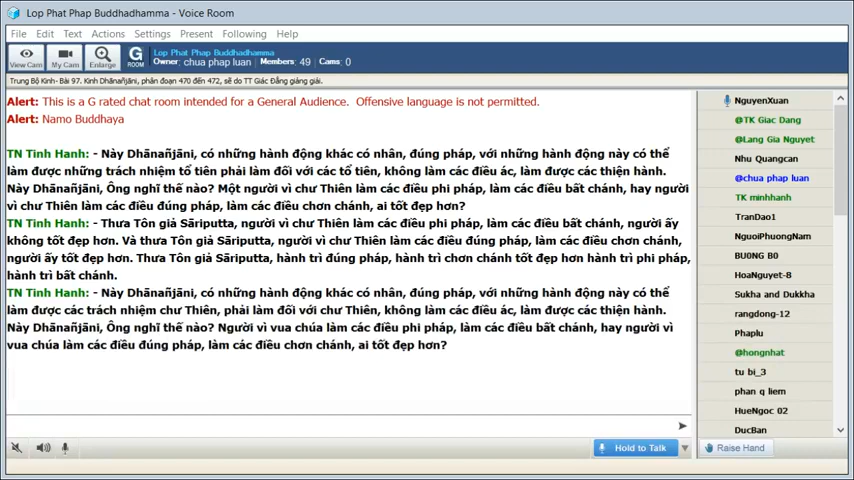 Lop Phat Phap Buddhadhamma - Voice Room
File Edit Text Actions Settings Present Following Help
View Cam My Cam Enlarge G ROOM
Lop Phat Phap Buddhadhamma
Owner: chua phap luan Members: 49 Cams: 0
Trung Bộ Kinh- Bài 97. Kinh Dhānañjāni, phân đoạn 470 đến 472, sẽ do TT Giác Đẳng giảng giải.
Alert: This is a G rated chat room intended for a General Audience. Offensive language is not permitted.
Alert: Namo Buddhaya
TN Tinh Hanh: - Này Dhānañjāni, có những hành động khác có nhân, đúng pháp, với những hành động này có thể
làm được những trách nhiệm tổ tiên phải làm đối với các tổ tiên, không làm các điều ác, làm được các thiện hành.
Này Dhānañjāni, Ông nghĩ thế nào? Một người vì chư Thiên làm các điều phi pháp, làm các điều bất chánh, hay người
vì chư Thiên làm các điều đúng pháp, làm các điều chơn chánh, ai tốt đẹp hơn?
TN Tinh Hanh: - Thưa Tôn giả Sāriputta, người vì chư Thiên làm các điều phi pháp, làm các điều bất chánh, người ấy
không tốt đẹp hơn. Và thưa Tôn giả Sāriputta, người vì chư Thiên làm các điều đúng pháp, làm các điều chơn chánh,
người ấy tốt đẹp hơn. Thưa Tôn giả Sāriputta, hành trì đúng pháp, hành trì chơn chánh tốt đẹp hơn hành trì phi pháp,
hành trì bất chánh.
TN Tinh Hanh: - Này Dhānañjāni, có những hành động khác có nhân, đúng pháp, với những hành động này có thể
làm được các trách nhiệm chư Thiên, phải làm đối với chư Thiên, không làm các điều ác, làm được các thiện hành.
Này Dhānañjāni, Ông nghĩ thế nào? Người vì vua chúa làm các điều phi pháp, làm các điều bất chánh, hay người vì
vua chúa làm các điều đúng pháp, làm các điều chơn chánh, ai tốt đẹp hơn?
NguyenXuan
@TK Giac Dang
@Lang Gia Nguyet
Nhu Quangcan
@chua phap luan
TK minhhanh
TranDao1
NguoiPhuongNam
BU0NG B0
HoaNguyet-8
Sukha and Dukkha
rangdong-12
Phaplu
@hongnhat
tu bi_3
phan q liem
HueNgoc 02
DucBan
Hold to Talk
Raise Hand